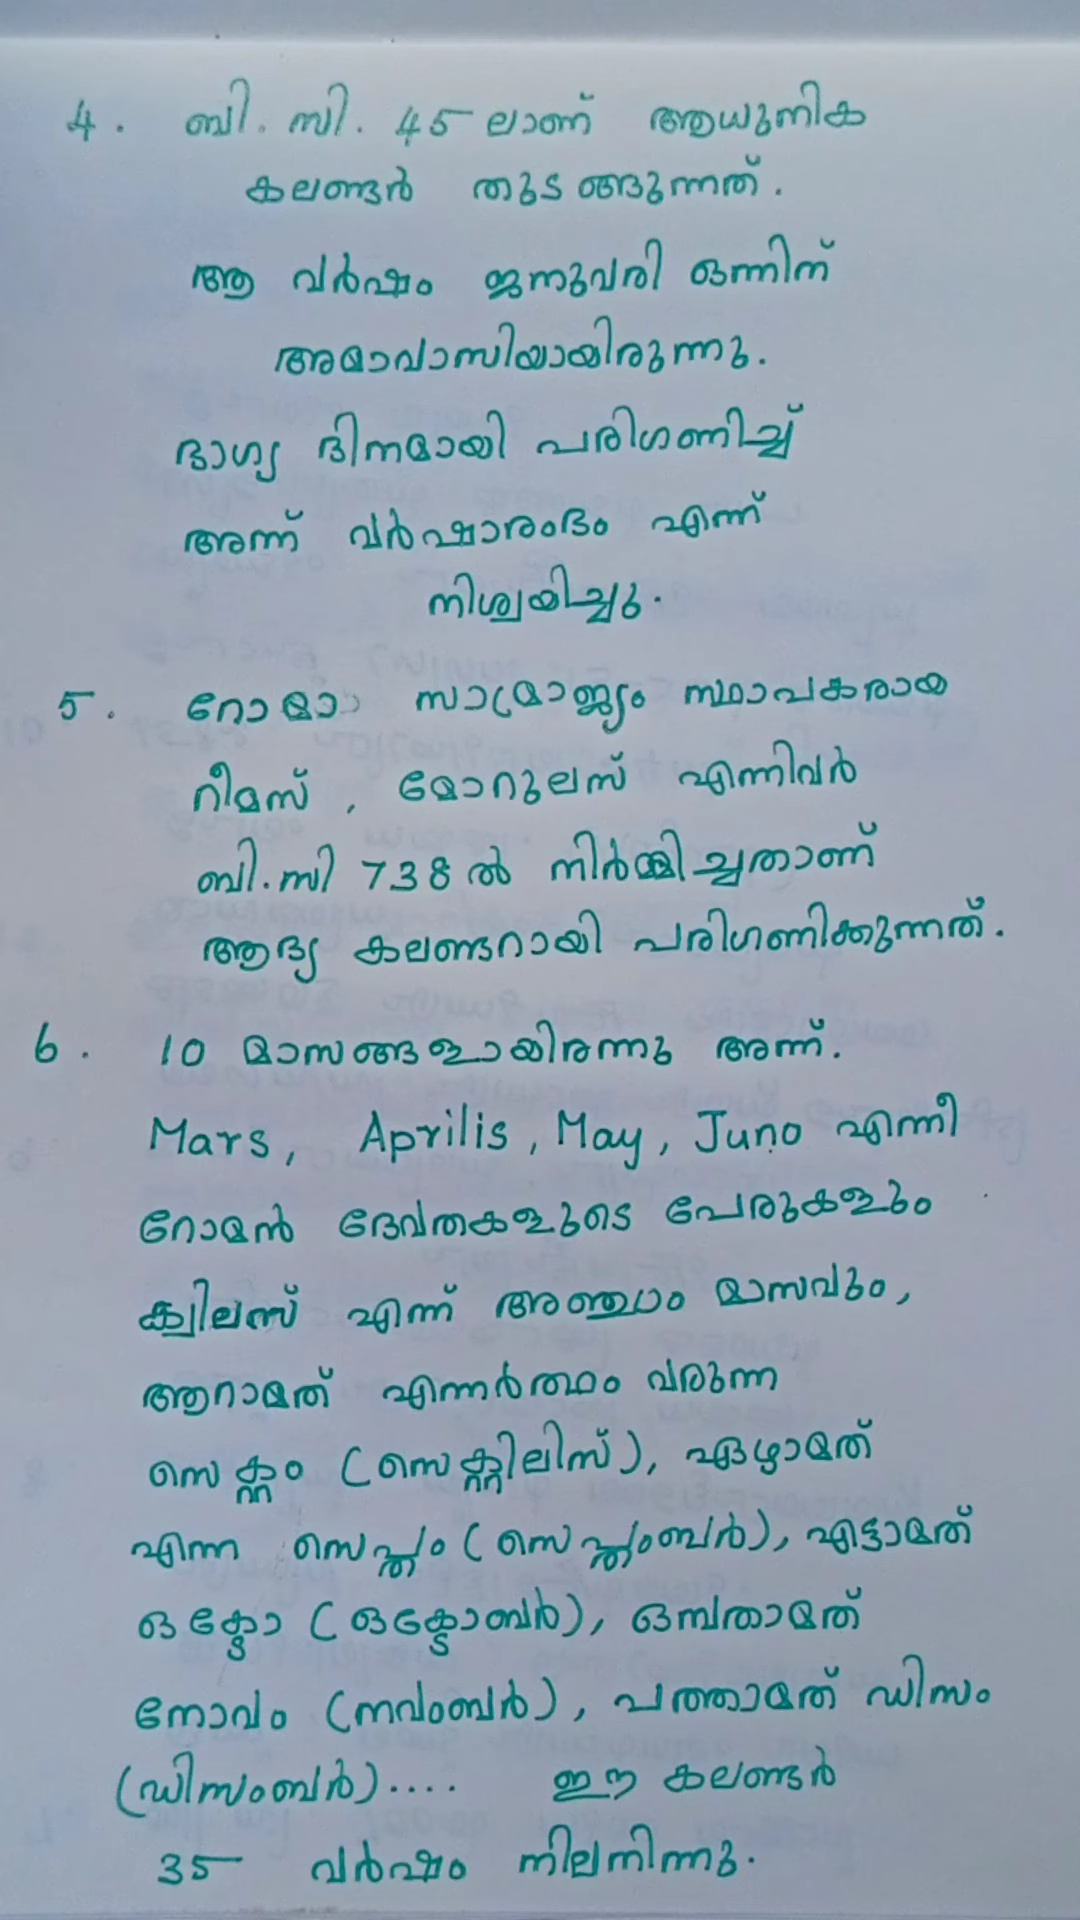 4. ബി. സി. 45 ലാണ് ആധുനിക
കലണ്ടർ തുടങ്ങുന്നത്.
ആ വർഷം ജനുവരി ഒന്നിന്
അമാവാസിയായിരുന്നു.
ഭാഗ്യ ദിനമായി പരിഗണിച്ച്
അന്ന് വർഷാരംഭം എന്ന്
നിശ്ചയിച്ചു.
5. റോമാ സാമ്രാജ്യം സ്ഥാപകരായ
റീമസ്, മോറുലസ് എന്നിവർ
ബി.സി 738 ൽ നിർമ്മിച്ചതാണ്
ആദ്യ കലണ്ടറായി പരിഗണിക്കുന്നത്.
6. 10 മാസങ്ങളായിരന്നു അന്ന്.
Mars, Aprilis, May, Juno എന്നീ
റോമൻ ദേവതകളുടെ പേരുകളും
ക്വിലസ് എന്ന് അഞ്ചാം മാസവും,
ആറാമത് എന്നർത്ഥം വരുന്ന
സെക്സം (സെക്സിലിസ്), ഏഴാമത്
എന്ന സെപ്തം (സെപ്തംബർ), എട്ടാമത്
ഒക്ടോ (ഒക്ടോബർ), ഒമ്പതാമത്
നോവം (നവംബർ), പത്താമത് ഡിസം
(ഡിസംബർ).... ഈ കലണ്ടർ
35 വർഷം നിലനിന്നു.